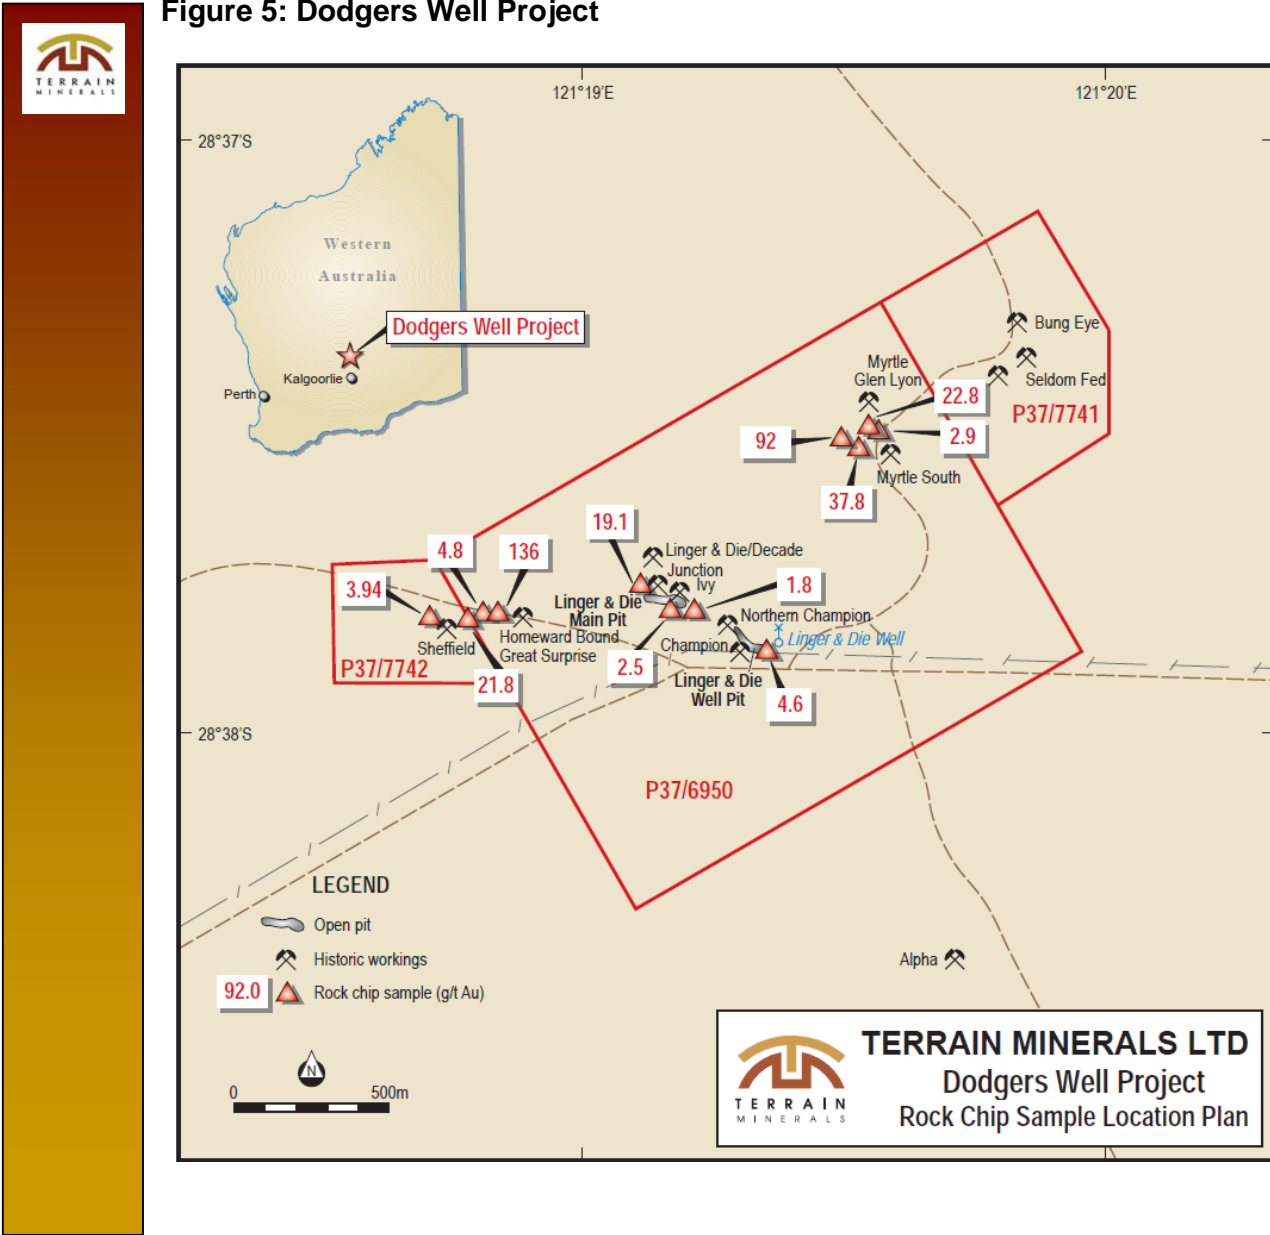 Figure 5: Dodgers Well Project
TERRAIN
MINERALS
121°19'E
121°20'E
28°37'S
Western
Australia
Dodgers Well Project
Kalgoorlie
Perth
Bung Eye
Seldom Fed
P37/7741
Myrtle
Glen Lyon
22.8
92
2.9
Myrtle South
37.8
19.1
Linger & Die/Decade
Junction
Ivy
4.8
136
1.8
3.94
Linger & Die
Main Pit
Northern Champion
Linger & Die Well
Sheffield
Homeward Bound
Great Surprise
Champion
P37/7742
21.8
2.5
Linger & Die
Well Pit
4.6
28°38'S
P37/6950
LEGEND
Open pit
Historic workings
92.0
Rock chip sample (g/t Au)
Alpha
N
0
500m
TERRAIN
MINERALS
TERRAIN MINERALS LTD
Dodgers Well Project
Rock Chip Sample Location Plan